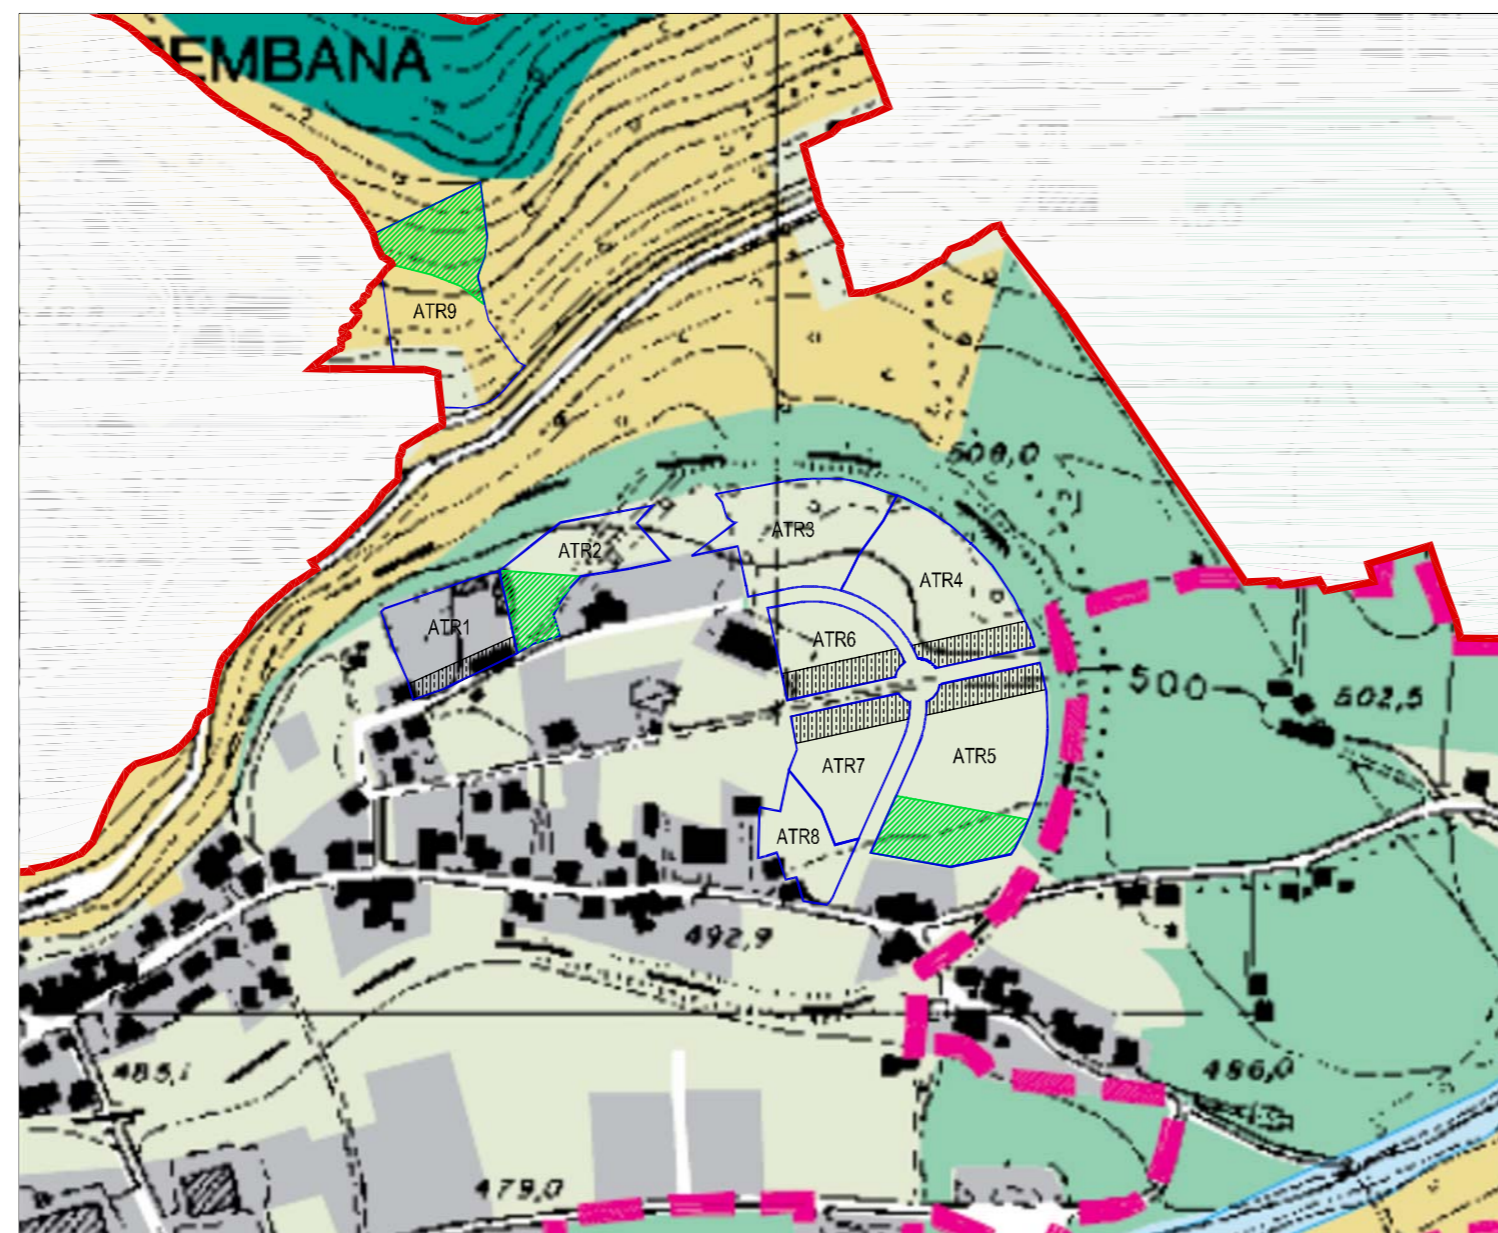 EMBANA
ATR9
508,0
ATR3
ATR2
ATR4
ATR1
ATR6
500
502,5
ATR5
ATR7
ATR8
492,9
485,1
486,0
479,0